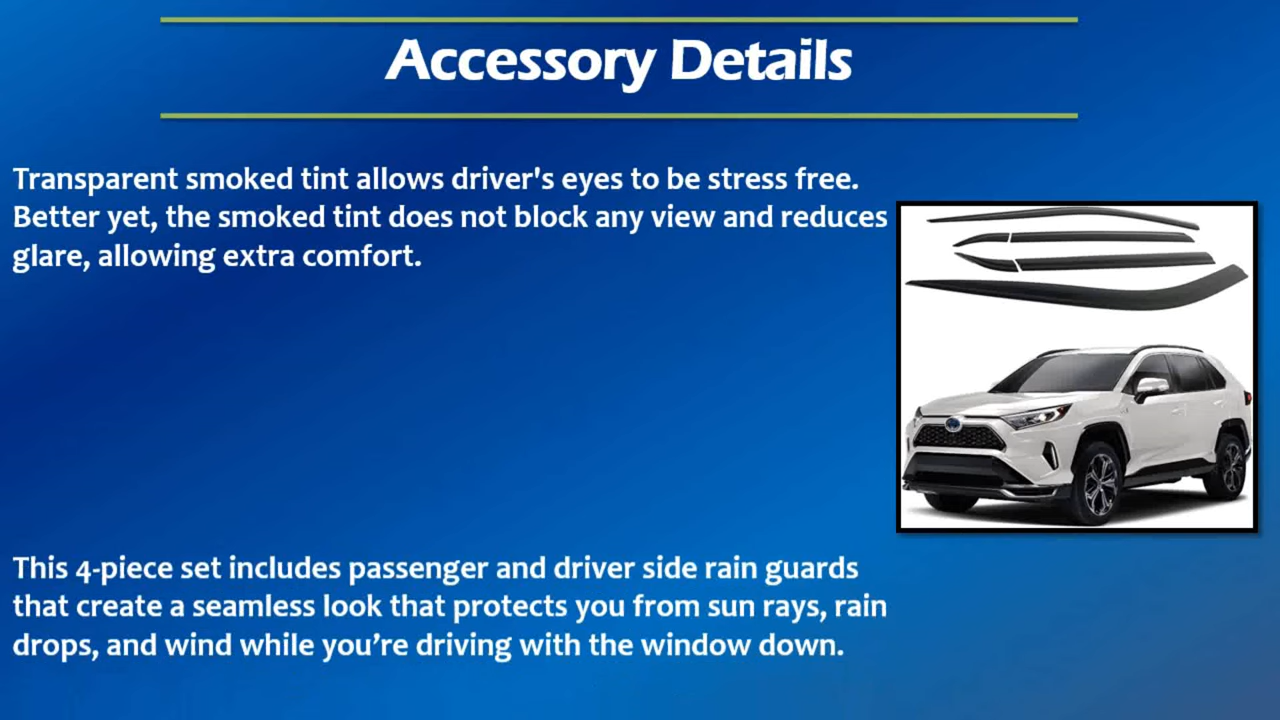 Accessory Details
Transparent smoked tint allows driver's eyes to be stress free.
Better yet, the smoked tint does not block any view and reduces
glare, allowing extra comfort.
This 4-piece set includes passenger and driver side rain guards
that create a seamless look that protects you from sun rays, rain
drops, and wind while you’re driving with the window down.